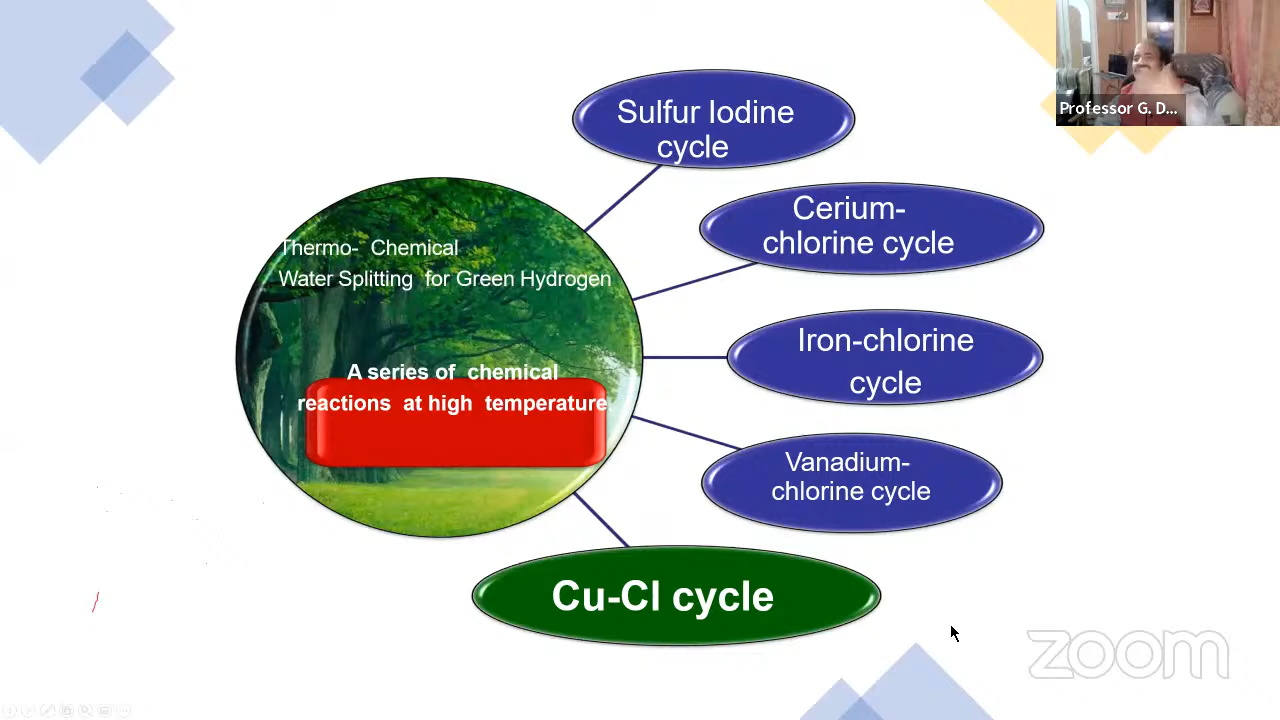 Professor G. D...
Sulfur Iodine
cycle
Cerium-
chlorine cycle
Thermo- Chemical
Water Splitting for Green Hydrogen
Iron-chlorine
cycle
A series of chemical
reactions at high temperature
Vanadium-
chlorine cycle
Cu-Cl cycle
zoom